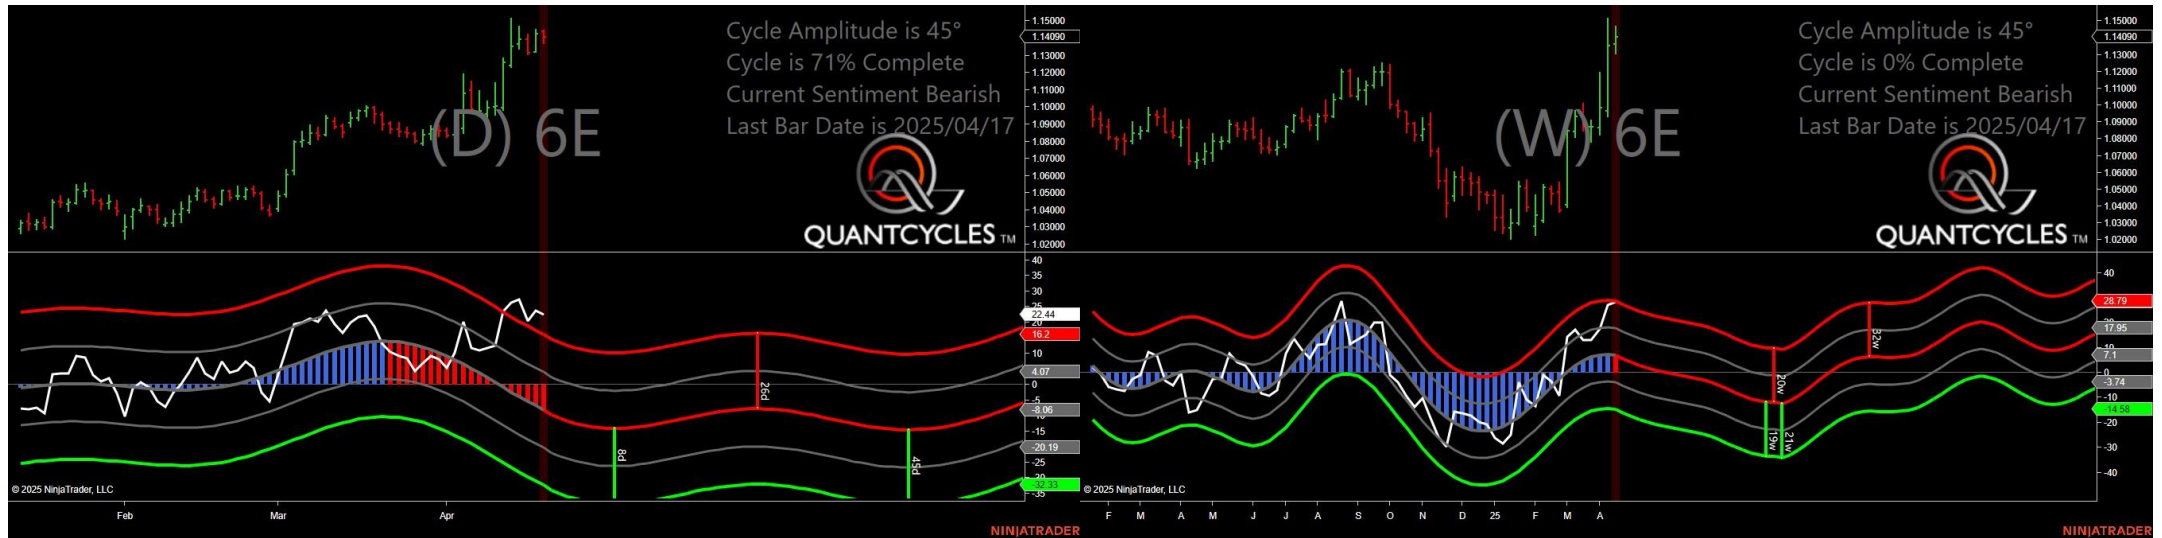 Cycle Amplitude is 45°
Cycle is 71% Complete
Current Sentiment Bearish
Last Bar Date is 2025/04/17
(D) 6E
QUANTCYCLES TM
1.15000
1.14090
1.13000
1.12000
1.11000
1.10000
1.09000
1.08000
1.07000
1.06000
1.05000
1.04000
1.03000
1.02000
40
35
30
25
22.44
20
16.2
10
4.07
0
-5
-8.06
-15
-20.19
-25
-32.33
-35
8d
26d
45d
© 2025 NinjaTrader, LLC
Feb Mar Apr
NINJATRADER
Cycle Amplitude is 45°
Cycle is 0% Complete
Current Sentiment Bearish
Last Bar Date is 2025/04/17
(W) 6E
QUANTCYCLES TM
1.15000
1.14090
1.13000
1.12000
1.11000
1.10000
1.09000
1.08000
1.07000
1.06000
1.05000
1.04000
1.03000
1.02000
40
28.79
17.95
10
7.1
0
-3.74
-10
-14.58
-20
-30
-40
19w
20w
21w
32w
© 2025 NinjaTrader, LLC
F M A M J J A S O N D 25 F M A
NINJATRADER